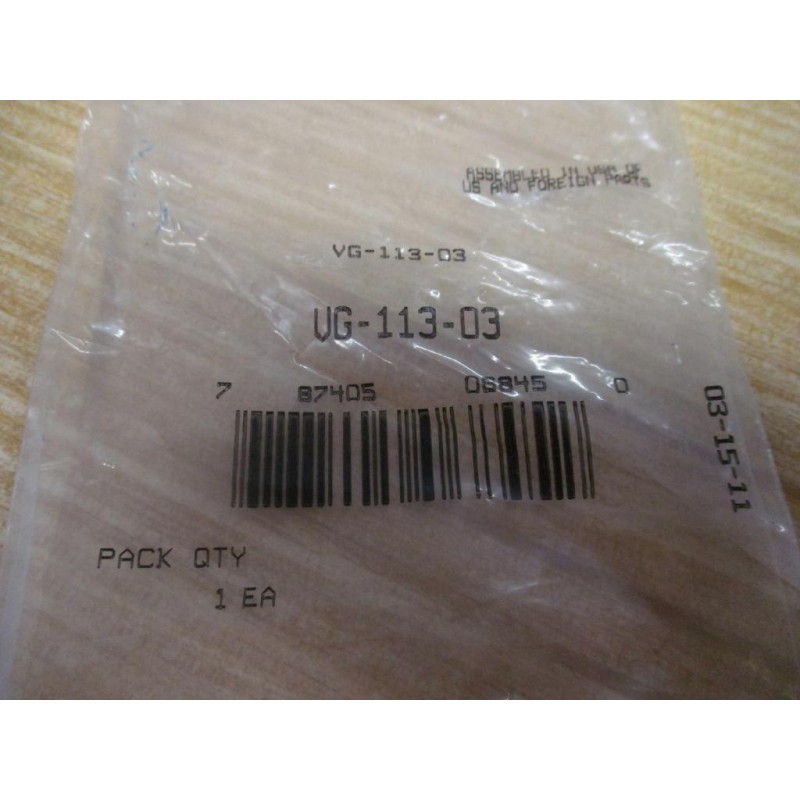 ASSEMBLED IN USA OF
US AND FOREIGN PARTS
VG-113-03
VG-113-03
7 87405 06845 0
03-15-11
PACK QTY
1 EA